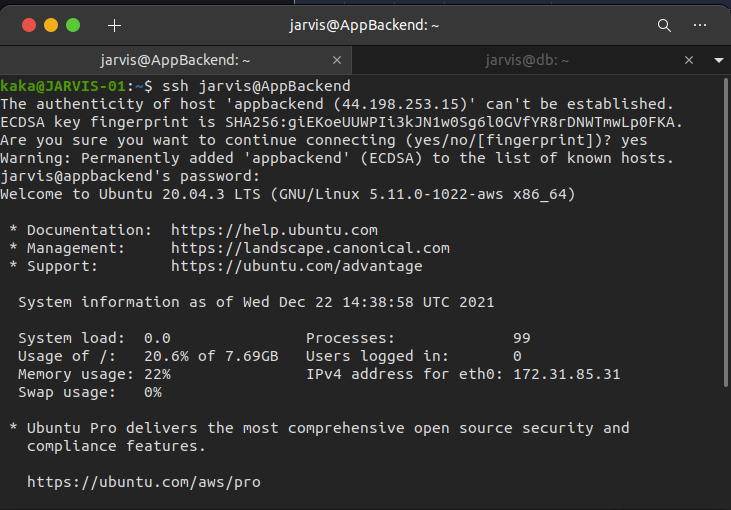 jarvis@AppBackend: ~
jarvis@AppBackend: ~
jarvis@db: ~
kaka@JARVIS-01:~$ ssh jarvis@AppBackend
The authenticity of host 'appbackend (44.198.253.15)' can't be established.
ECDSA key fingerprint is SHA256:giEKoeUUWPIi3kJN1w0Sg6l0GVfYR8rDNWTmwLp0FKA.
Are you sure you want to continue connecting (yes/no/[fingerprint])? yes
Warning: Permanently added 'appbackend' (ECDSA) to the list of known hosts.
jarvis@appbackend's password:
Welcome to Ubuntu 20.04.3 LTS (GNU/Linux 5.11.0-1022-aws x86_64)
* Documentation:  https://help.ubuntu.com
* Management:     https://landscape.canonical.com
* Support:        https://ubuntu.com/advantage
System information as of Wed Dec 22 14:38:58 UTC 2021
System load:  0.0               Processes:             99
Usage of /:   20.6% of 7.69GB   Users logged in:       0
Memory usage: 22%               IPv4 address for eth0: 172.31.85.31
Swap usage:   0%
* Ubuntu Pro delivers the most comprehensive open source security and
compliance features.
https://ubuntu.com/aws/pro